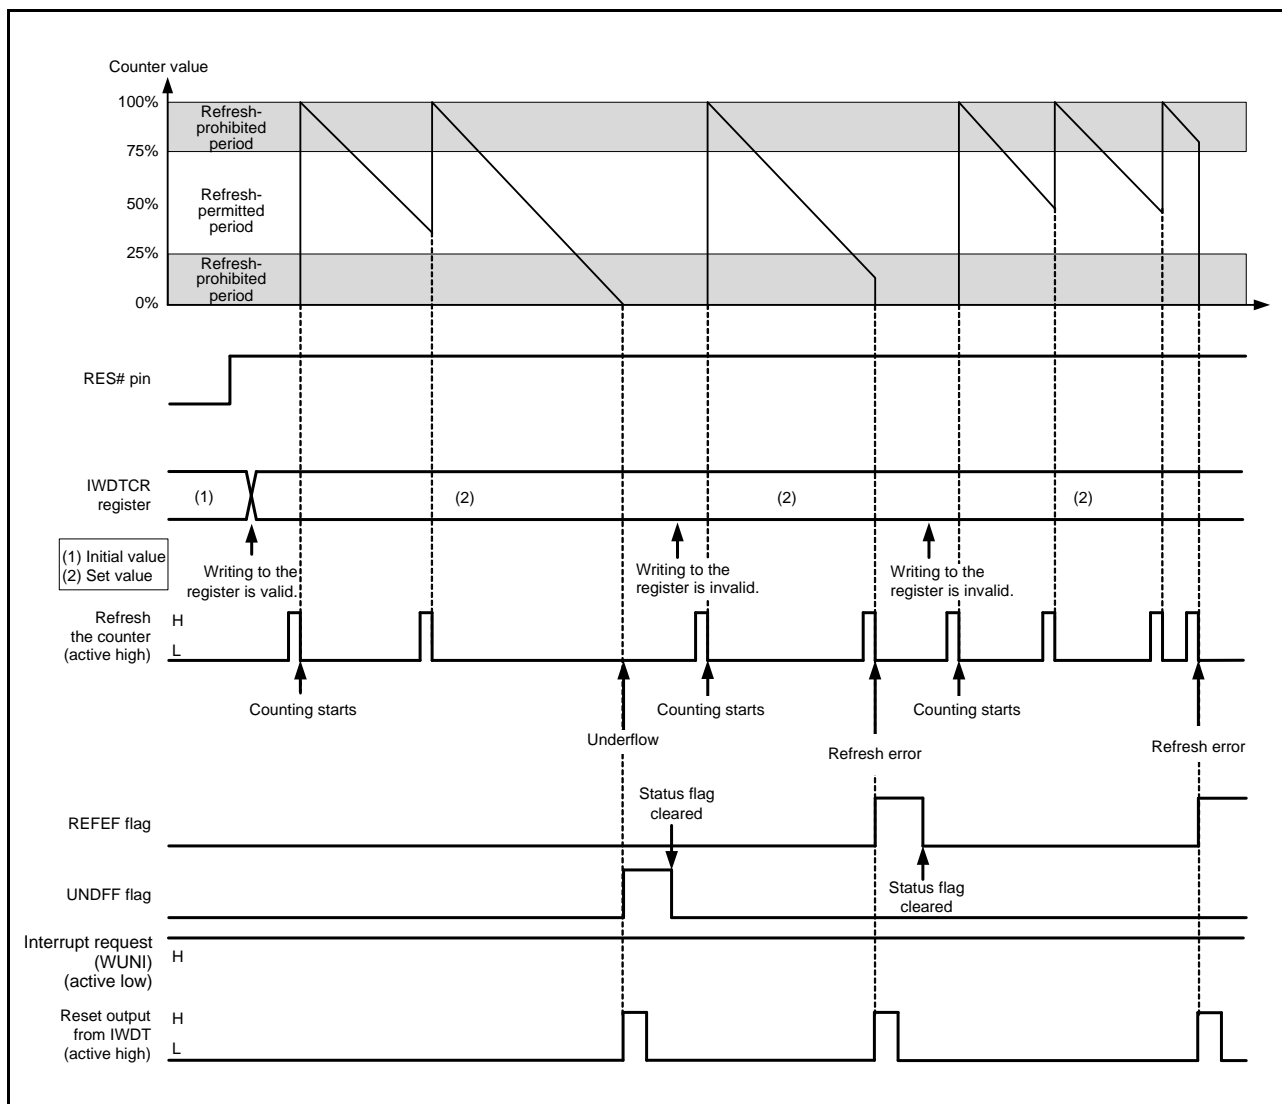 Counter value
100%
Refresh-
prohibited
period
75%
50%
Refresh-
permitted
period
25%
Refresh-
prohibited
period
0%
RES# pin
IWDTCR
register
(1)
(2)
(2)
(2)
(1) Initial value
(2) Set value
Writing to the
register is valid.
Writing to the
register is invalid.
Writing to the
register is invalid.
Refresh
the counter
(active high)
H
L
Counting starts
Counting starts
Counting starts
Underflow
Refresh error
Refresh error
Status flag
cleared
REFEF flag
Status flag
cleared
UNDFF flag
Interrupt request
(WUNI)
(active low)
H
Reset output
from IWDT
(active high)
H
L